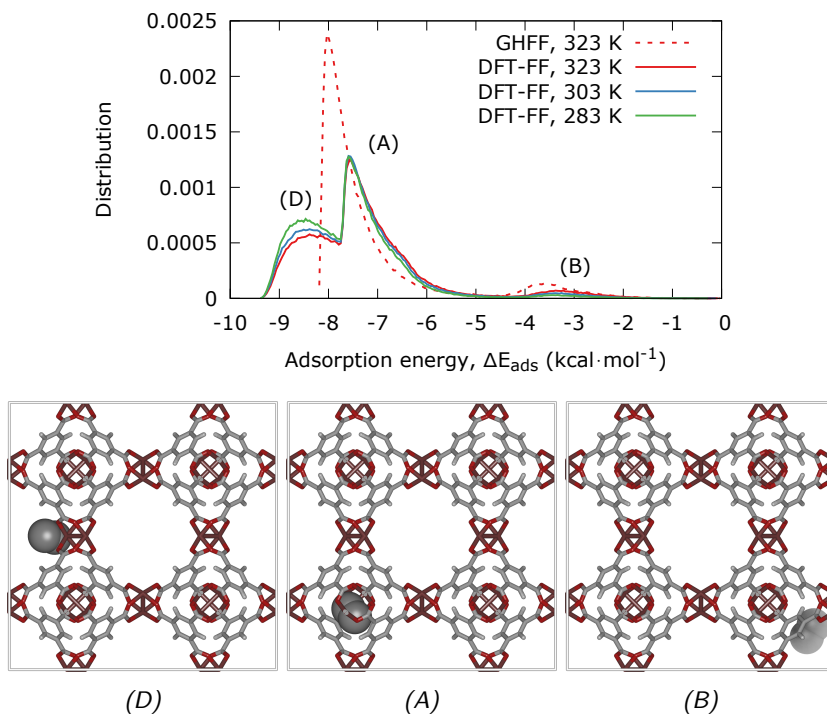 0.0025
0.002
0.0015
0.001
0.0005
0
Distribution
GHFF, 323 K
DFT-FF, 323 K
DFT-FF, 303 K
DFT-FF, 283 K
(A)
(D)
(B)
-10 -9 -8 -7 -6 -5 -4 -3 -2 -1 0
Adsorption energy, ΔE_ads (kcal·mol⁻¹)
(D) (A) (B)